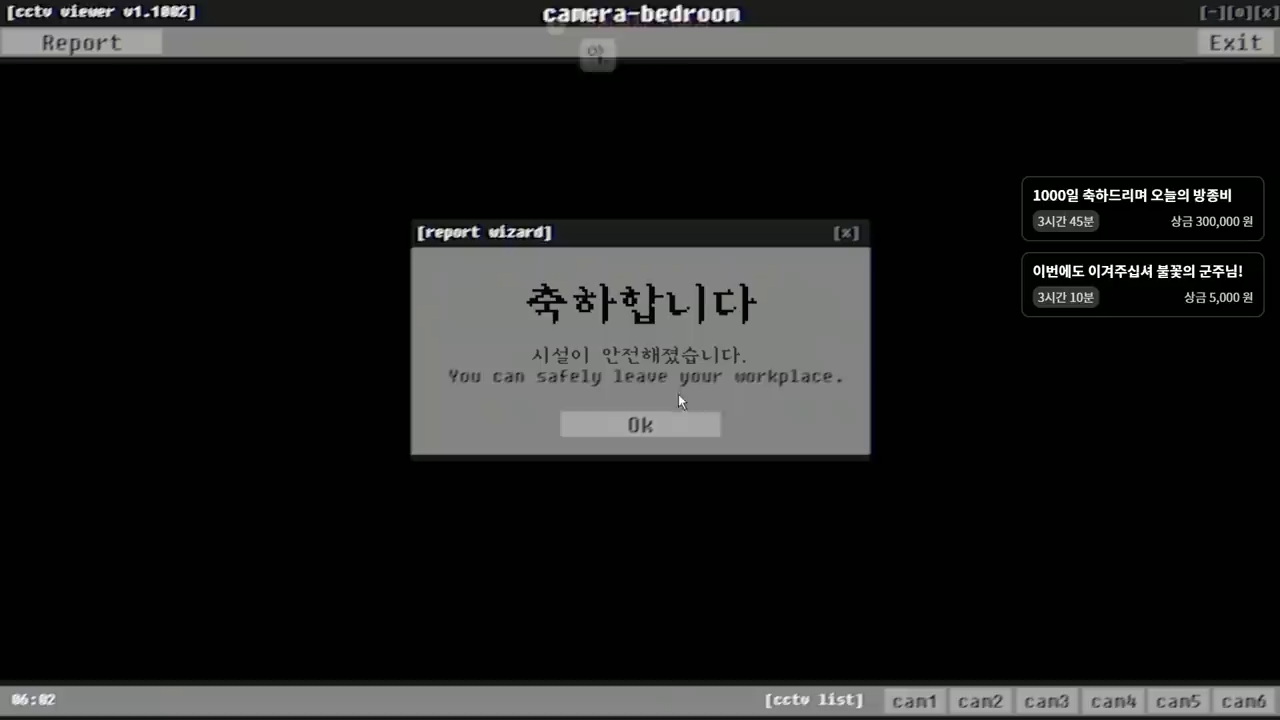 [cctv viewer v1.1002]
camera-bedroom
[-][o][x]
Report
Exit
1000일 축하드리며 오늘의 방종비
3시간 45분
상금 300,000 원
이번에도 이겨주십셔 불꽃의 군주님!
3시간 10분
상금 5,000 원
[report wizard]
[x]
축하합니다
시설이 안전해졌습니다.
You can safely leave your workplace.
Ok
06:02
[cctv list]
cam1
cam2
cam3
cam4
cam5
cam6